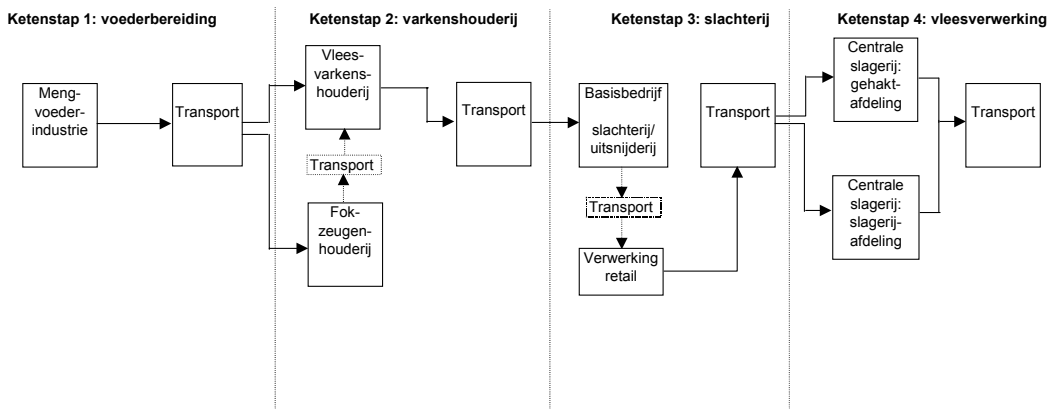 Ketenstap 1: voederbereiding
Ketenstap 2: varkenshouderij
Ketenstap 3: slachterij
Ketenstap 4: vleesverwerking
Meng-
voeder-
industrie
Transport
Vlees-
varkens-
houderij
Transport
Fok-
zeugen-
houderij
Transport
Basisbedrijf
slachterij/
uitsnijderij
Transport
Verwerking
retail
Transport
Centrale
slagerij:
gehakt-
afdeling
Centrale
slagerij:
slagerij-
afdeling
Transport